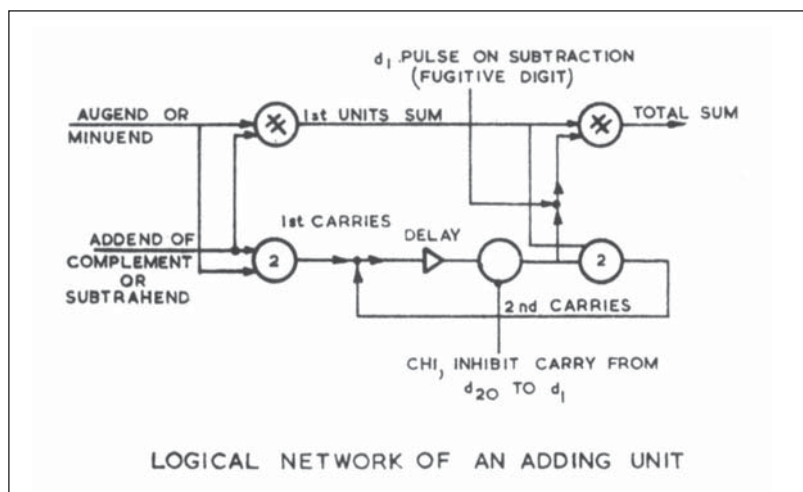 d₁ PULSE ON SUBTRACTION
(FUGITIVE DIGIT)
AUGEND OR
MINUEND
1st UNITS SUM
TOTAL SUM
1st CARRIES
DELAY
ADDEND OF
COMPLEMENT
OR
SUBTRAHEND
2
2
2nd CARRIES
CHI, INHIBIT CARRY FROM
d₂₀ TO d₁
LOGICAL NETWORK OF AN ADDING UNIT